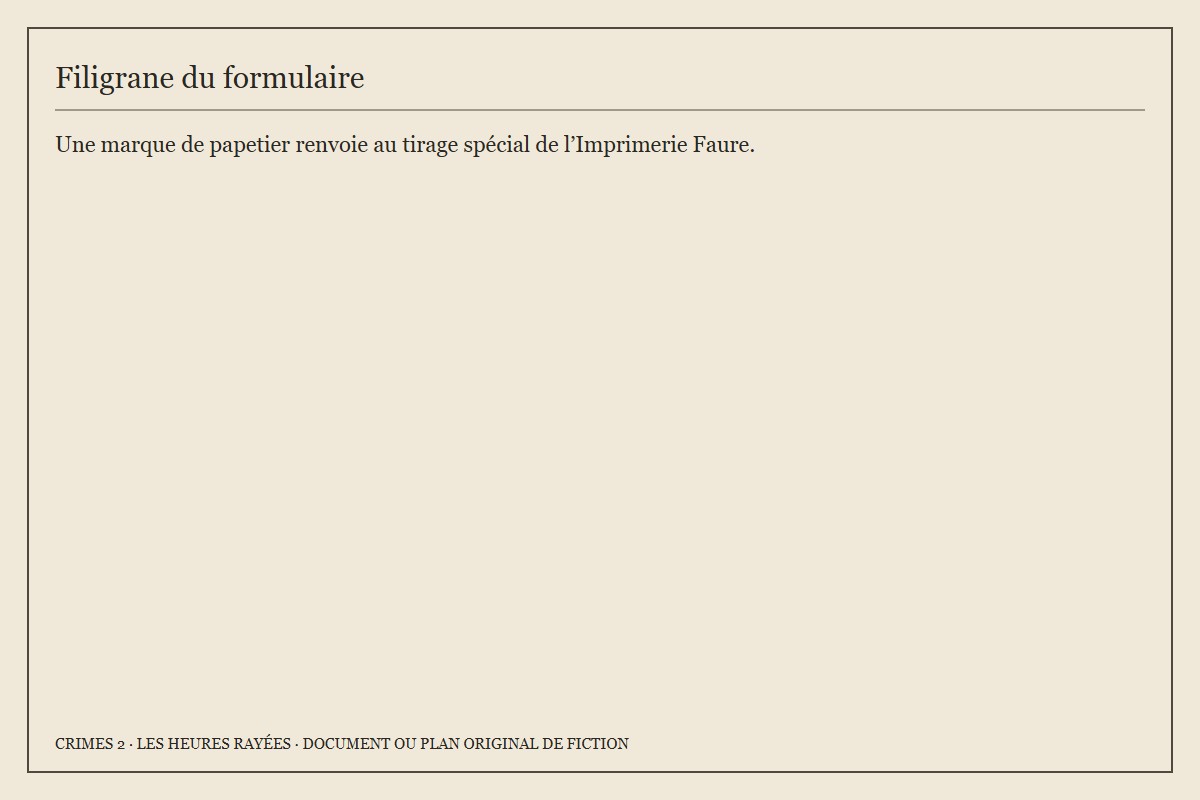 Filigrane du formulaire
Une marque de papetier renvoie au tirage spécial de l’Imprimerie Faure.
CRIMES 2 · LES HEURES RAYÉES · DOCUMENT OU PLAN ORIGINAL DE FICTION